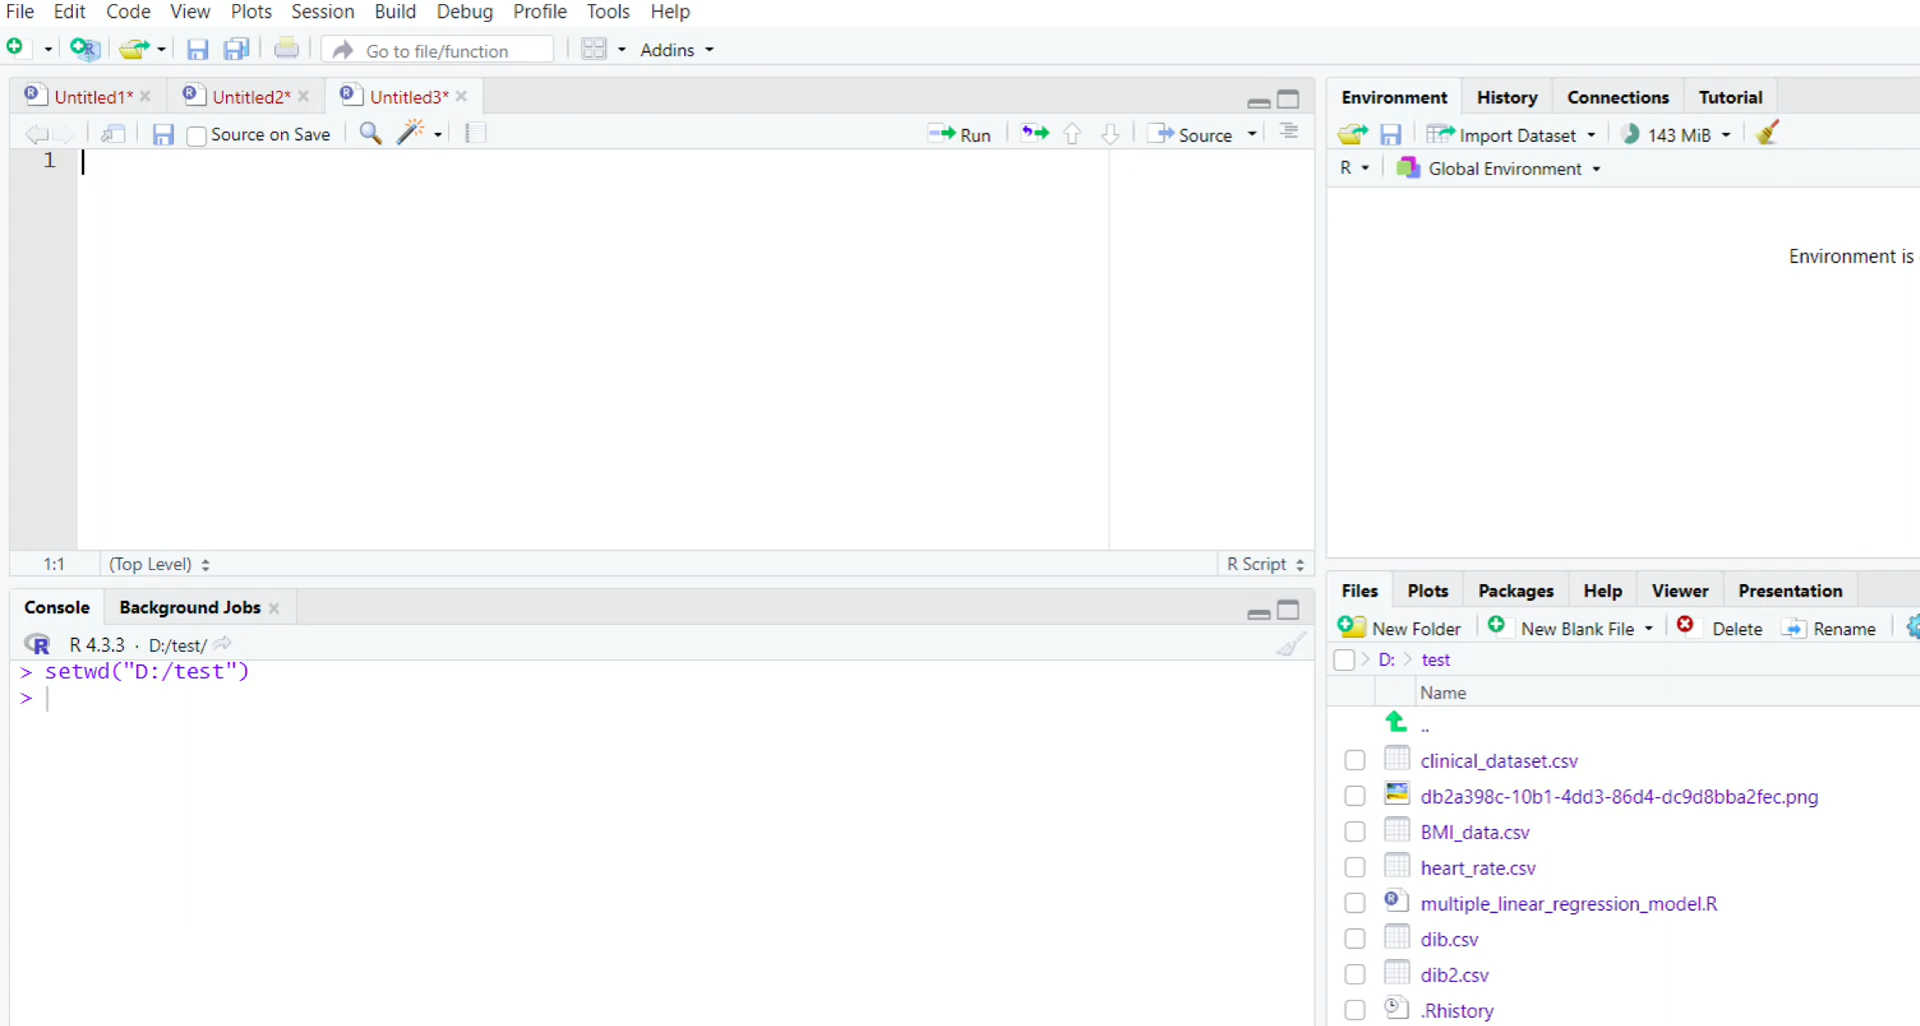 File Edit Code View Plots Session Build Debug Profile Tools Help
Go to file/function Addins
Untitled1* Untitled2* Untitled3*
Source on Save Run Source
1
1:1 (Top Level) R Script
Console Background Jobs
R 4.3.3 · D:/test/
> setwd("D:/test")
>
Environment History Connections Tutorial
Import Dataset 143 MiB
R Global Environment
Environment is
Files Plots Packages Help Viewer Presentation
New Folder New Blank File Delete Rename
D: test
Name
..
clinical_dataset.csv
db2a398c-10b1-4dd3-86d4-dc9d8bba2fec.png
BMI_data.csv
heart_rate.csv
multiple_linear_regression_model.R
dib.csv
dib2.csv
.Rhistory